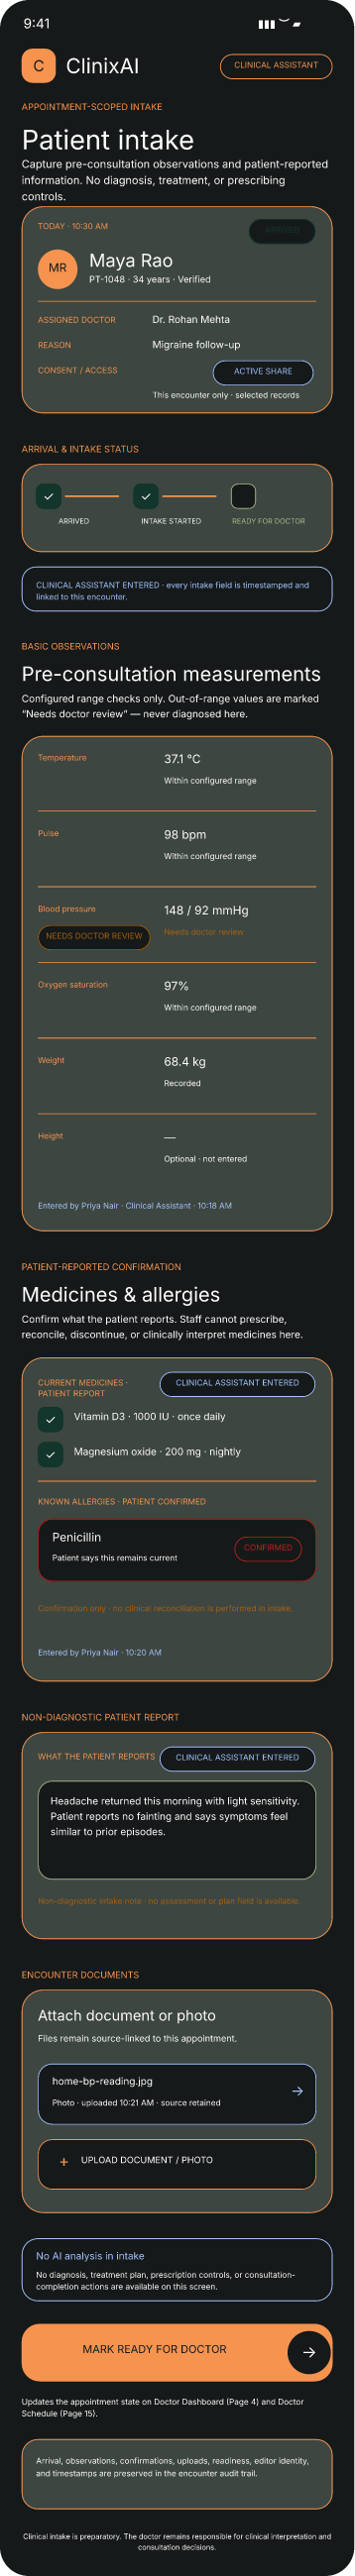 9:41
C ClinixAI CLINICAL ASSISTANT
APPOINTMENT-SCOPED INTAKE
Patient intake
Capture pre-consultation observations and patient-reported
information. No diagnosis, treatment, or prescribing
controls.
TODAY · 10:30 AM ARRIVED
MR Maya Rao
PT-1048 · 34 years · Verified
ASSIGNED DOCTOR Dr. Rohan Mehta
REASON Migraine follow-up
CONSENT / ACCESS ACTIVE SHARE
This encounter only · selected records
ARRIVAL & INTAKE STATUS
ARRIVED INTAKE STARTED READY FOR DOCTOR
CLINICAL ASSISTANT ENTERED · every intake field is timestamped and
linked to this encounter.
BASIC OBSERVATIONS
Pre-consultation measurements
Configured range checks only. Out-of-range values are marked
“Needs doctor review” — never diagnosed here.
Temperature 37.1 °C
Within configured range
Pulse 98 bpm
Within configured range
Blood pressure 148 / 92 mmHg
NEEDS DOCTOR REVIEW Needs doctor review
Oxygen saturation 97%
Within configured range
Weight 68.4 kg
Recorded
Height —
Optional · not entered
Entered by Priya Nair · Clinical Assistant · 10:18 AM
PATIENT-REPORTED CONFIRMATION
Medicines & allergies
Confirm what the patient reports. Staff cannot prescribe,
reconcile, discontinue, or clinically interpret medicines here.
CURRENT MEDICINES · CLINICAL ASSISTANT ENTERED
PATIENT REPORT
Vitamin D3 · 1000 IU · once daily
Magnesium oxide · 200 mg · nightly
KNOWN ALLERGIES · PATIENT CONFIRMED
Penicillin CONFIRMED
Patient says this remains current
Confirmation only · no clinical reconciliation is performed in intake.
Entered by Priya Nair · 10:20 AM
NON-DIAGNOSTIC PATIENT REPORT
WHAT THE PATIENT REPORTS CLINICAL ASSISTANT ENTERED
Headache returned this morning with light sensitivity.
Patient reports no fainting and says symptoms feel
similar to prior episodes.
Non-diagnostic intake note · no assessment or plan field is available.
ENCOUNTER DOCUMENTS
Attach document or photo
Files remain source-linked to this appointment.
home-bp-reading.jpg →
Photo · uploaded 10:21 AM · source retained
+ UPLOAD DOCUMENT / PHOTO
No AI analysis in intake
No diagnosis, treatment plan, prescription controls, or consultation-
completion actions are available on this screen.
MARK READY FOR DOCTOR →
Updates the appointment state on Doctor Dashboard (Page 4) and Doctor
Schedule (Page 15).
Arrival, observations, confirmations, uploads, readiness, editor identity,
and timestamps are preserved in the encounter audit trail.
Clinical intake is preparatory. The doctor remains responsible for clinical interpretation and
consultation decisions.